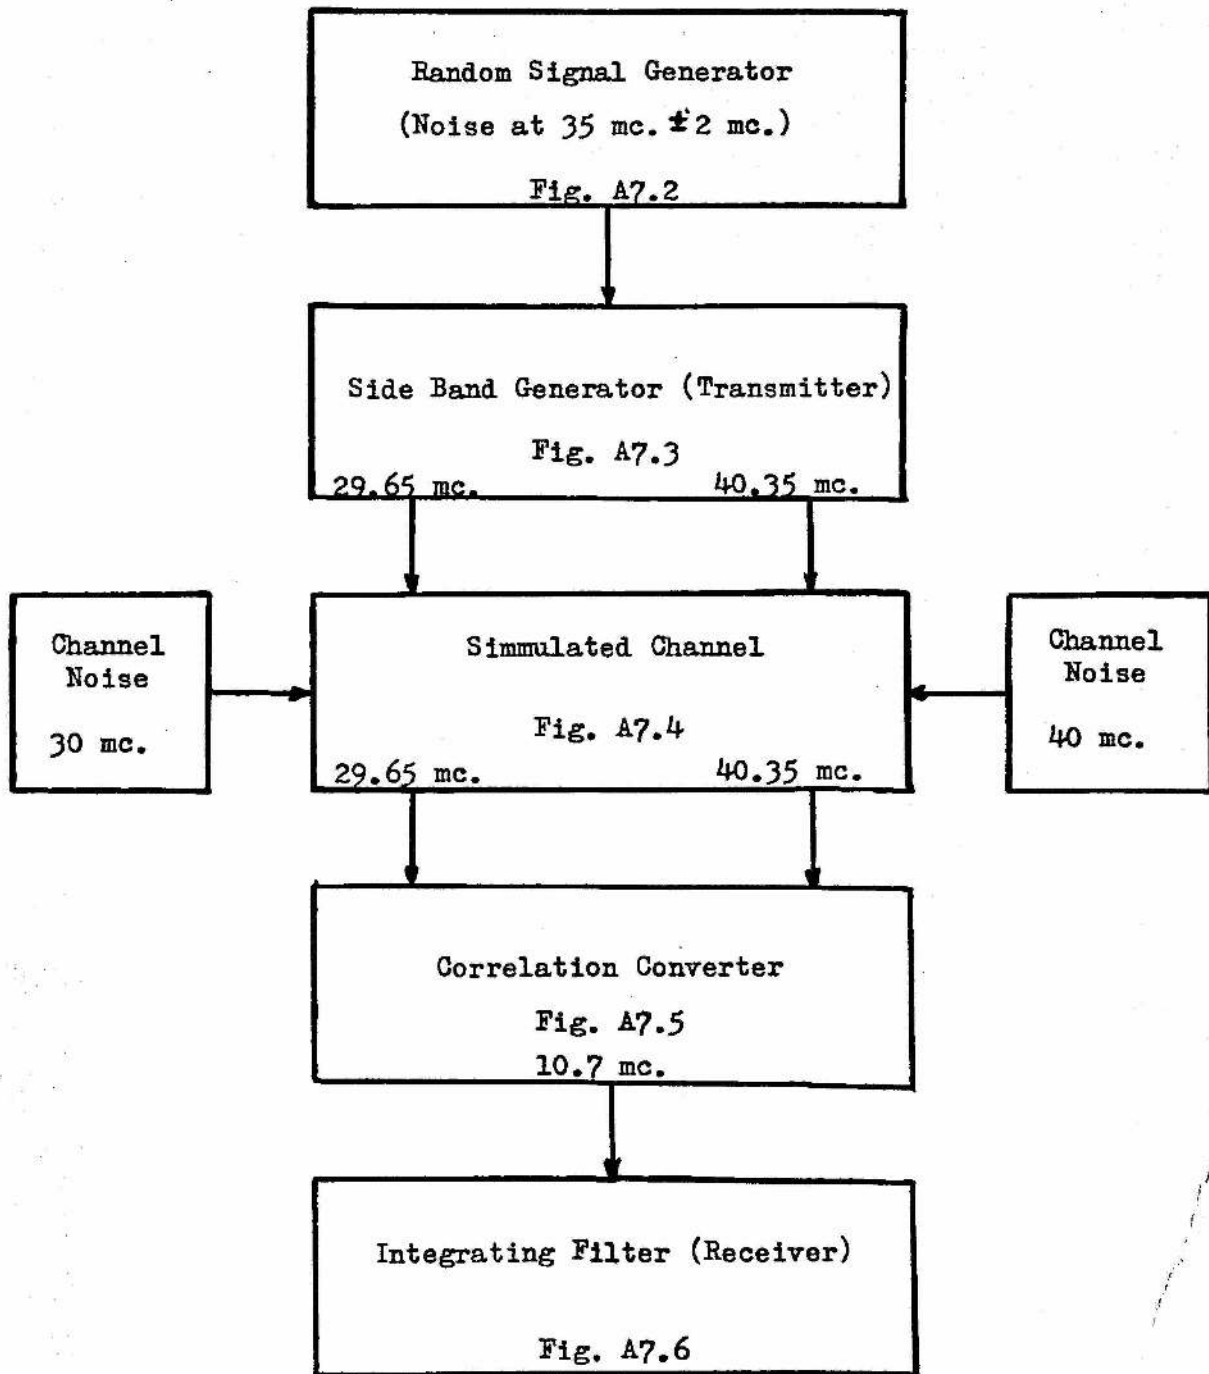 Random Signal Generator
(Noise at 35 mc. ± 2 mc.)
Fig. A7.2
Side Band Generator (Transmitter)
Fig. A7.3
29.65 mc. 40.35 mc.
Channel
Noise
30 mc.
Simmulated Channel
Fig. A7.4
29.65 mc. 40.35 mc.
Channel
Noise
40 mc.
Correlation Converter
Fig. A7.5
10.7 mc.
Integrating Filter (Receiver)
Fig. A7.6